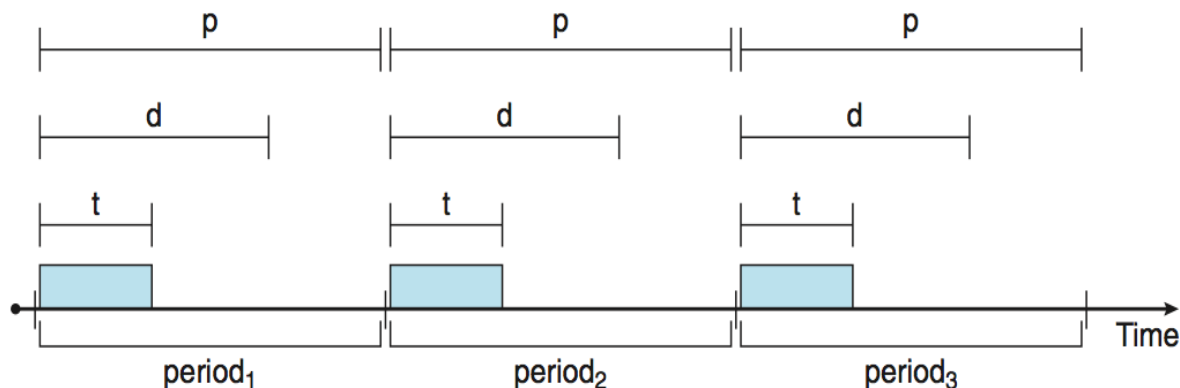 p p p
d d d
t t t
Time
period₁ period₂ period₃